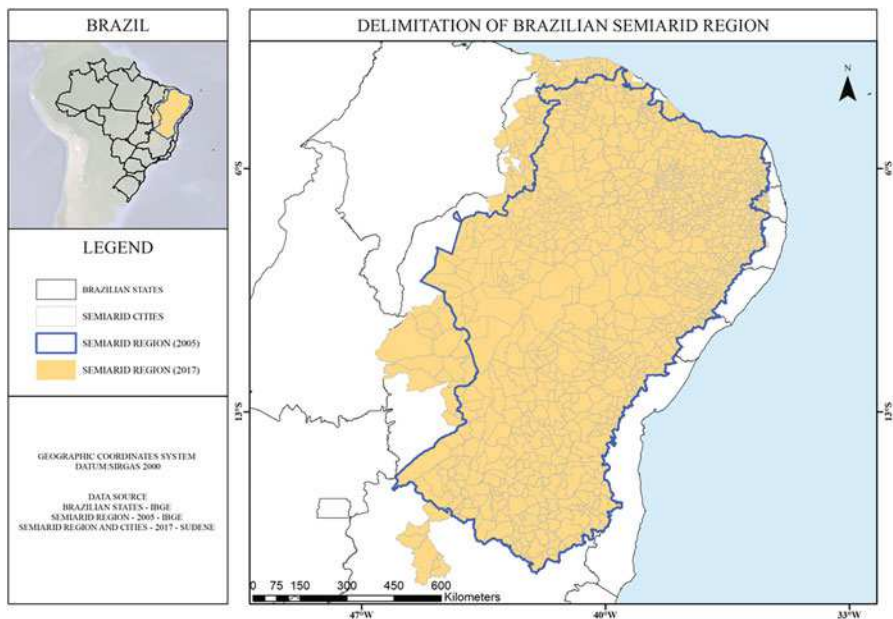 BRAZIL
LEGEND
BRAZILIAN STATES
SEMIARID CITIES
SEMIARID REGION (2005)
SEMIARID REGION (2017)
GEOGRAPHIC COORDINATES SYSTEM
DATUM:SIRGAS 2000
DATA SOURCE
BRAZILIAN STATES - IBGE
SEMIARID REGION - 2005 - IBGE
SEMIARID REGION AND CITIES - 2017 - SUDENE
DELIMITATION OF BRAZILIAN SEMIARID REGION
N
6°S
6°S
13°S
13°S
0 75 150 300 450 600
Kilometers
47°W 40°W 33°W